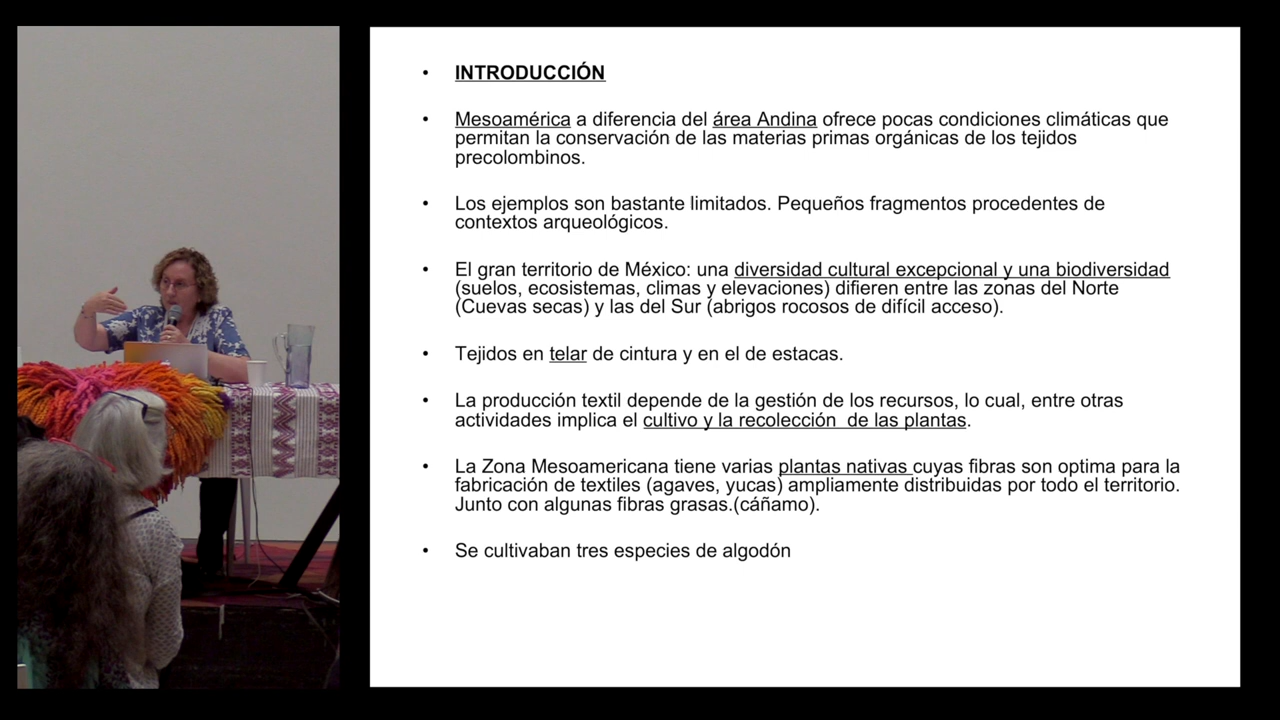 • INTRODUCCIÓN
• Mesoamérica a diferencia del área Andina ofrece pocas condiciones climáticas que
permitan la conservación de las materias primas orgánicas de los tejidos
precolombinos.
• Los ejemplos son bastante limitados. Pequeños fragmentos procedentes de
contextos arqueológicos.
• El gran territorio de México: una diversidad cultural excepcional y una biodiversidad
(suelos, ecosistemas, climas y elevaciones) difieren entre las zonas del Norte
(Cuevas secas) y las del Sur (abrigos rocosos de difícil acceso).
• Tejidos en telar de cintura y en el de estacas.
• La producción textil depende de la gestión de los recursos, lo cual, entre otras
actividades implica el cultivo y la recolección  de las plantas.
• La Zona Mesoamericana tiene varias plantas nativas cuyas fibras son optima para la
fabricación de textiles (agaves, yucas) ampliamente distribuidas por todo el territorio.
Junto con algunas fibras grasas.(cáñamo).
• Se cultivaban tres especies de algodón